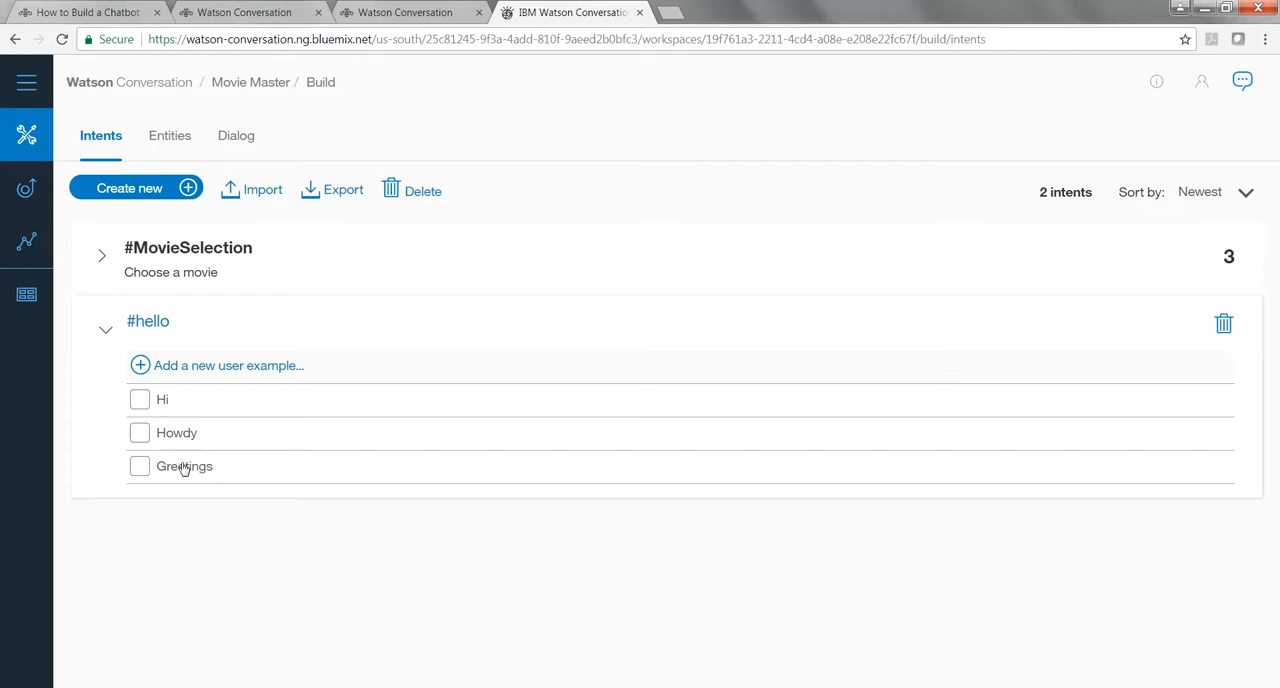 How to Build a Chatbot
Watson Conversation
Watson Conversation
IBM Watson Conversatio
Secure
https://watson-conversation.ng.bluemix.net/us-south/25c81245-9f3a-4add-810f-9aeed2b0bfc3/workspaces/19f761a3-2211-4cd4-a08e-e208e22fc67f/build/intents
Watson Conversation / Movie Master / Build
Intents Entities Dialog
Create new Import Export Delete
2 intents Sort by: Newest
#MovieSelection
Choose a movie
3
#hello
Add a new user example...
Hi
Howdy
Greetings